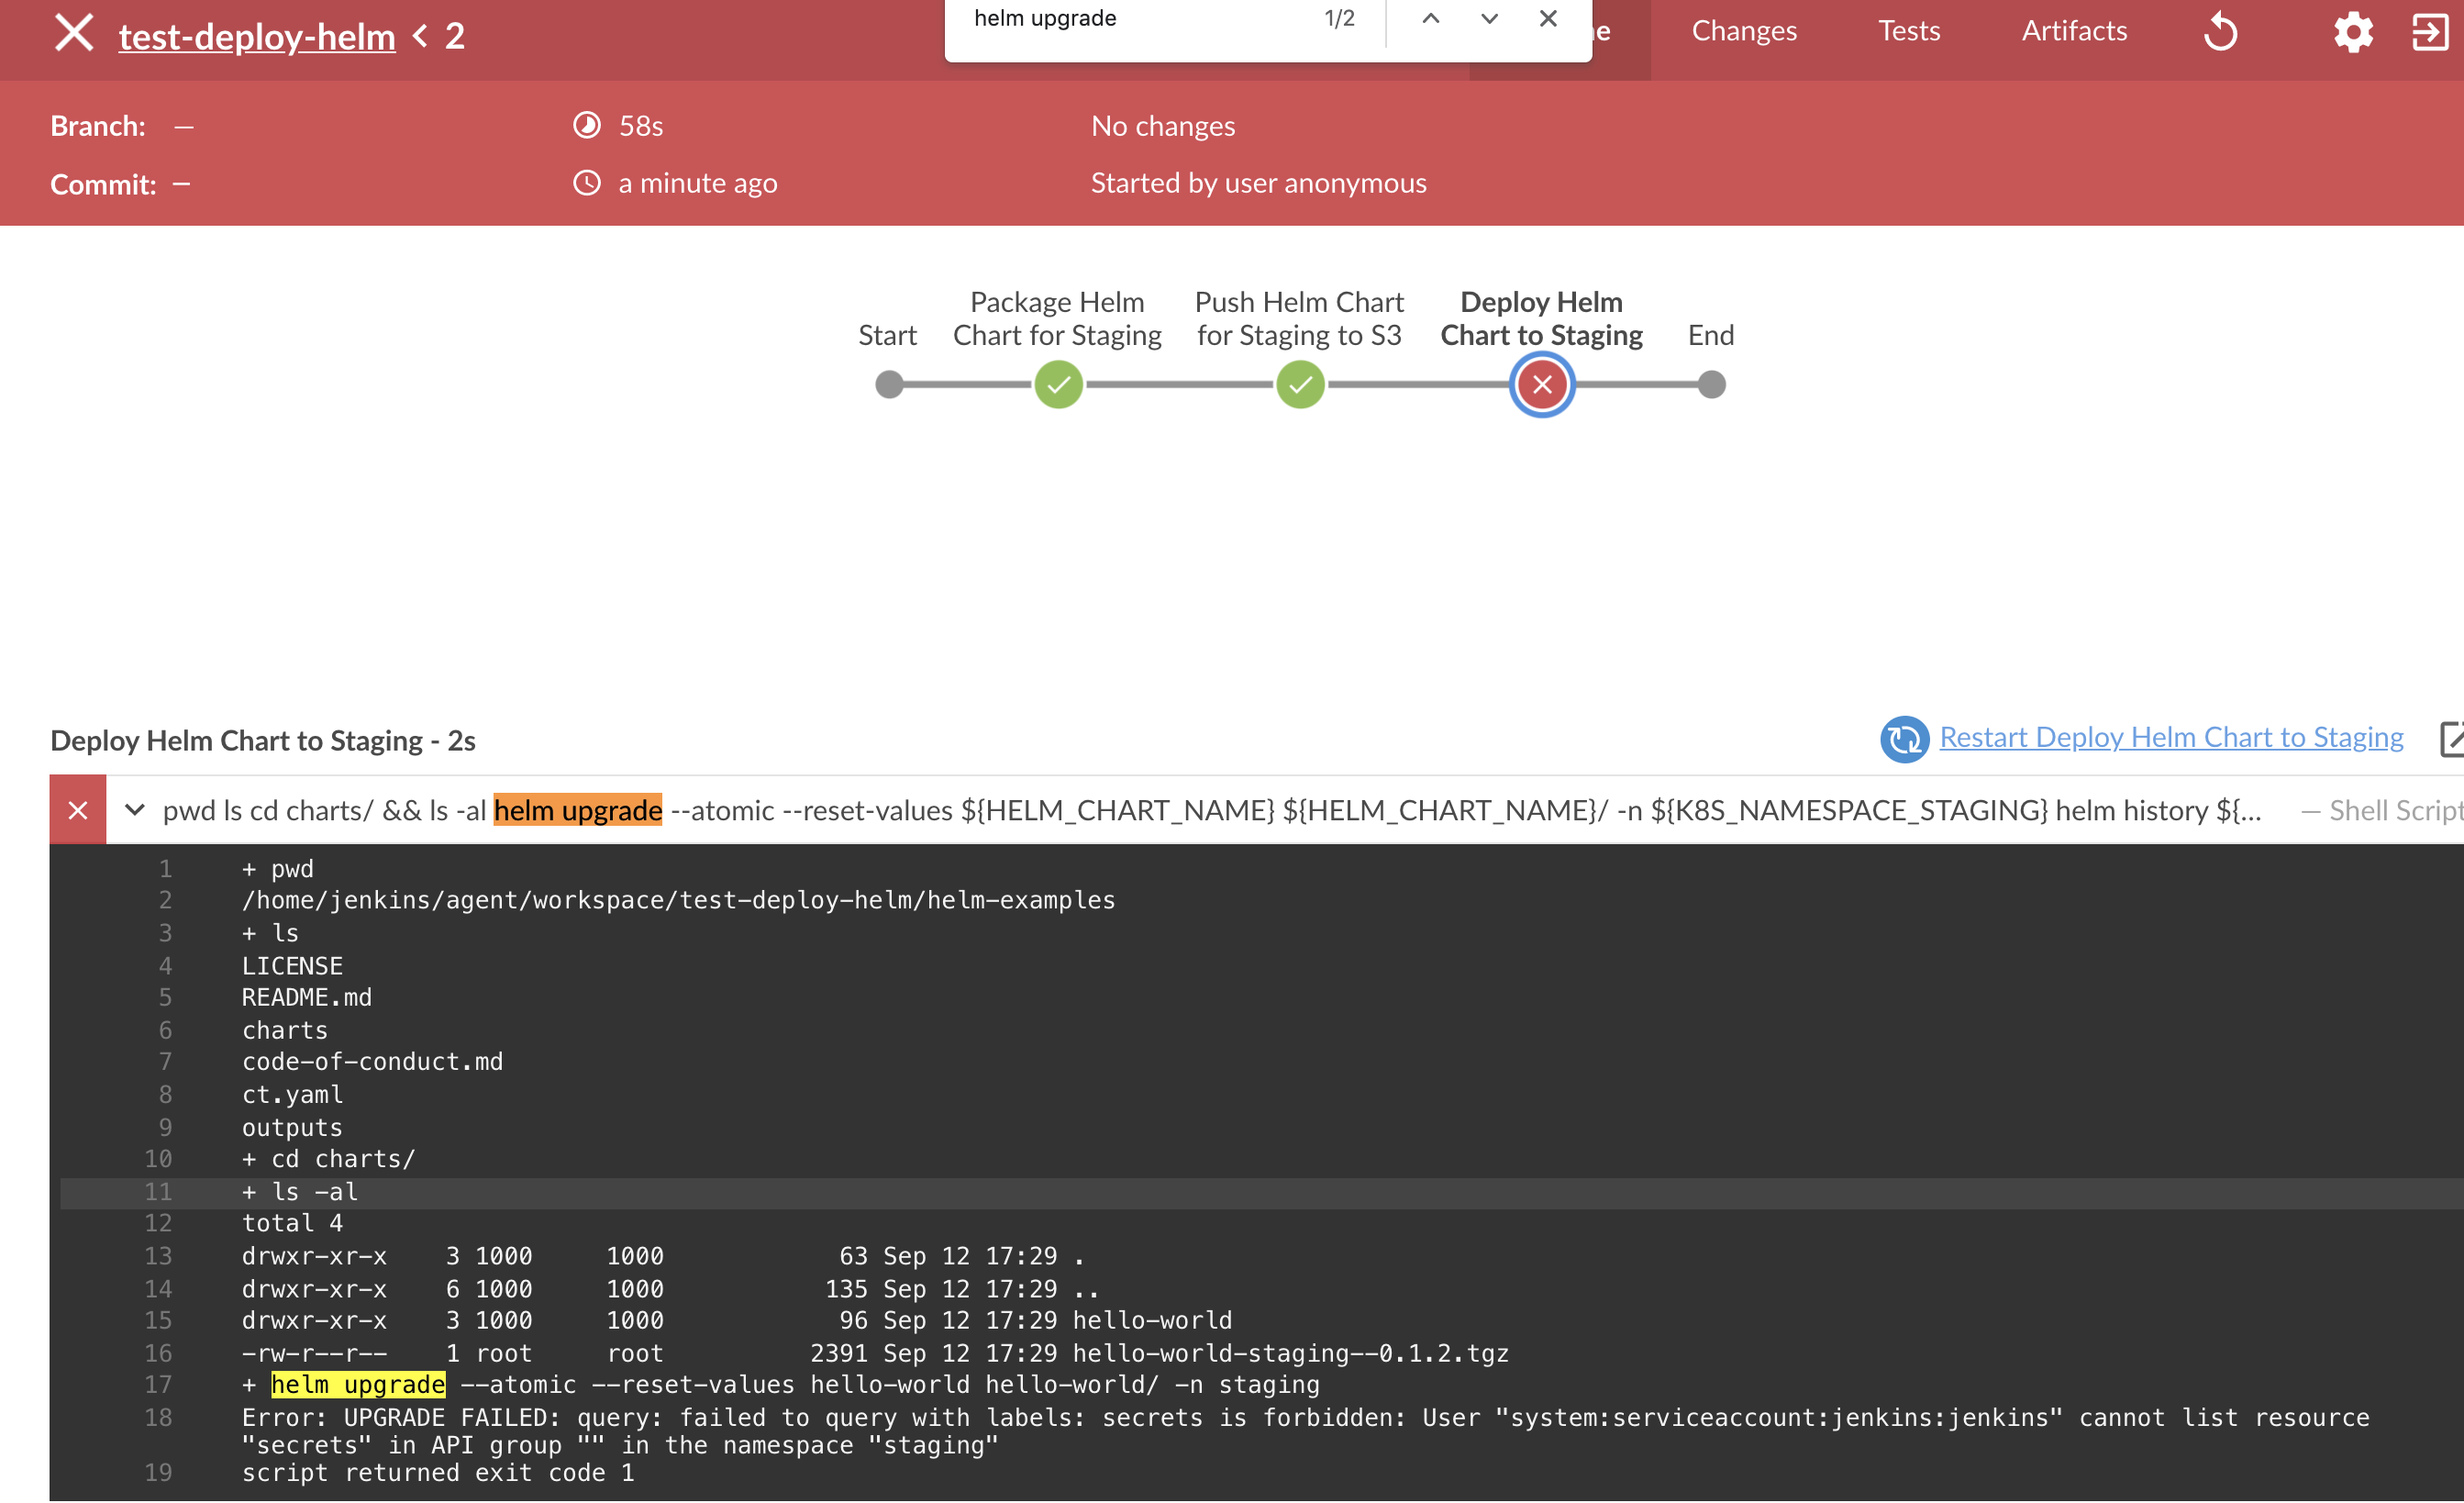 helm upgrade 1/2
test-deploy-helm < 2
Changes Tests Artifacts
Branch: —
58s
No changes
Commit: —
a minute ago
Started by user anonymous
Start
Package Helm
Chart for Staging
Push Helm Chart
for Staging to S3
Deploy Helm
Chart to Staging
End
Deploy Helm Chart to Staging - 2s
Restart Deploy Helm Chart to Staging
pwd ls cd charts/ && ls -al helm upgrade --atomic --reset-values ${HELM_CHART_NAME} ${HELM_CHART_NAME}/ -n ${K8S_NAMESPACE_STAGING} helm history ${... — Shell Script
1 + pwd
2 /home/jenkins/agent/workspace/test-deploy-helm/helm-examples
3 + ls
4 LICENSE
5 README.md
6 charts
7 code-of-conduct.md
8 ct.yaml
9 outputs
10 + cd charts/
11 + ls -al
12 total 4
13 drwxr-xr-x 3 1000 1000 63 Sep 12 17:29 .
14 drwxr-xr-x 6 1000 1000 135 Sep 12 17:29 ..
15 drwxr-xr-x 3 1000 1000 96 Sep 12 17:29 hello-world
16 -rw-r--r-- 1 root root 2391 Sep 12 17:29 hello-world-staging--0.1.2.tgz
17 + helm upgrade --atomic --reset-values hello-world hello-world/ -n staging
18 Error: UPGRADE FAILED: query: failed to query with labels: secrets is forbidden: User "system:serviceaccount:jenkins:jenkins" cannot list resource
"secrets" in API group "" in the namespace "staging"
19 script returned exit code 1